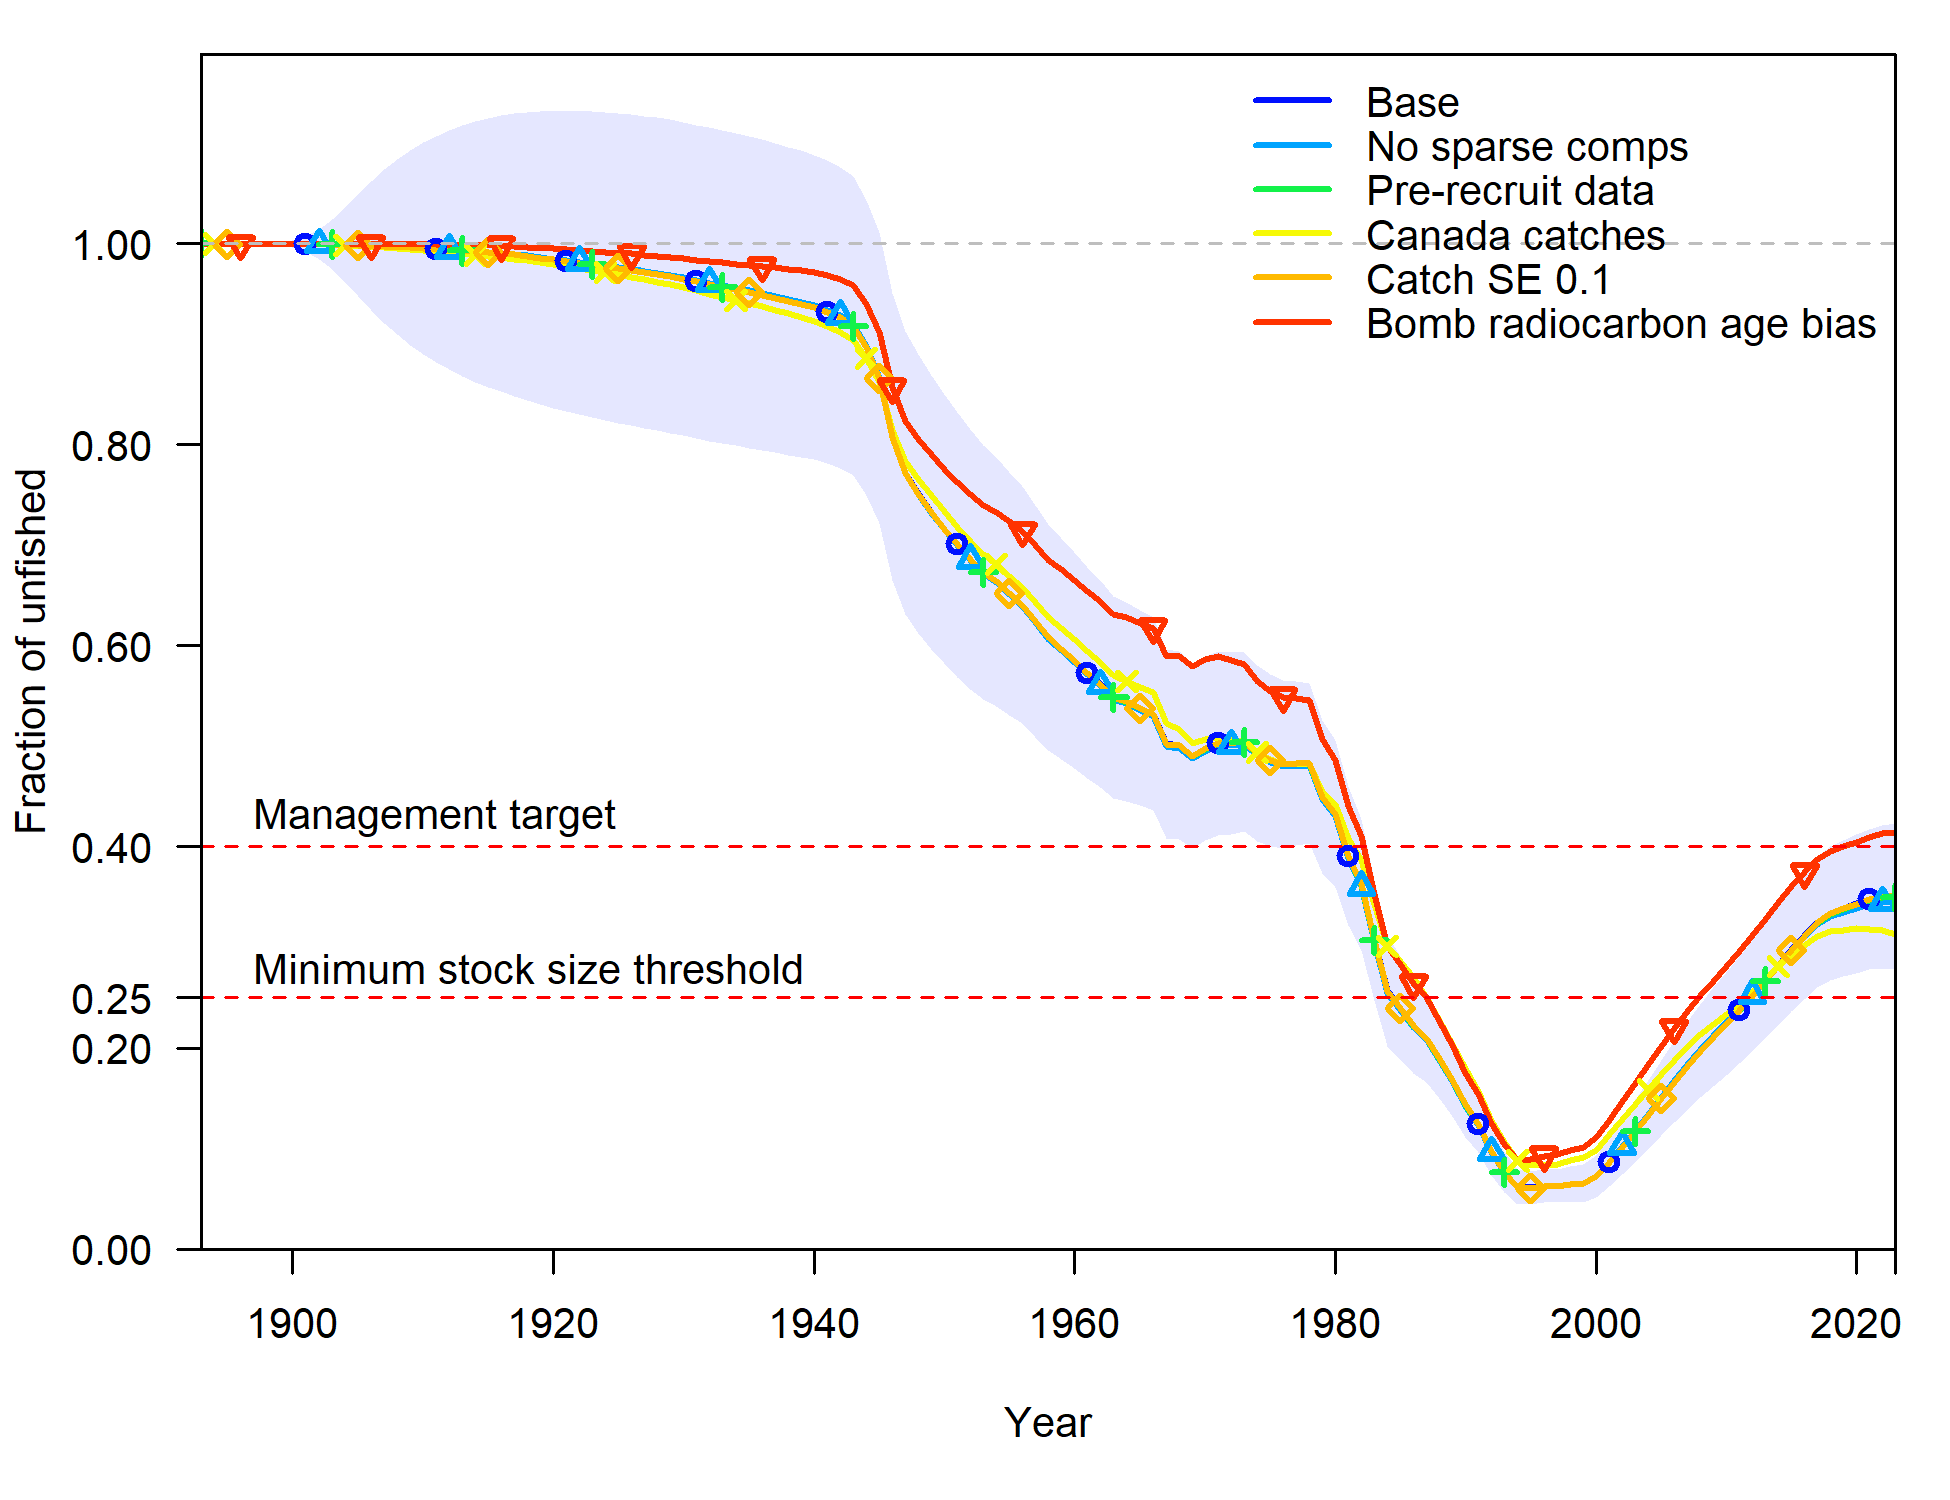 Base
No sparse comps
Pre-recruit data
Canada catches
Catch SE 0.1
Bomb radiocarbon age bias
1.00
0.80
0.60
0.40
0.25
0.20
0.00
Fraction of unfished
Management target
Minimum stock size threshold
1900 1920 1940 1960 1980 2000 2020
Year